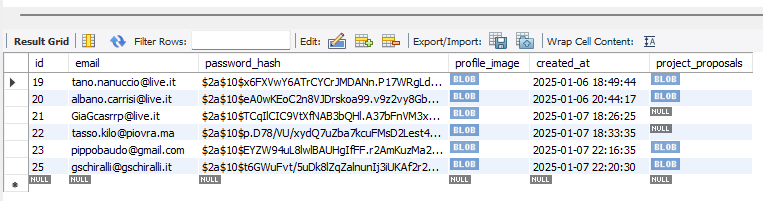 Result Grid Filter Rows: Edit: Export/Import: Wrap Cell Content: IA
id email password_hash profile_image created_at project_proposals
19 tano.nanuccio@live.it $2a$10$x6FXVwY6ATrCYCrJMDANn.P17WRgLd... BLOB 2025-01-06 18:49:44 BLOB
20 albano.carrisi@live.it $2a$10$eA0wKEoC2n8VJDrskoa99.v9z2vy8Gb... BLOB 2025-01-06 20:44:17 BLOB
21 GiaGcasrrp@live.it $2a$10$TCqIlCIC9VtXfNAB3bQHl.A37bFnVM3x... BLOB 2025-01-07 18:26:25 NULL
22 tasso.kilo@piovra.ma $2a$10$p.D78/VU/xydQ7uZba7kcuFMsD2Lest4... BLOB 2025-01-07 18:33:35 NULL
23 pippobaudo@gmail.com $2a$10$EYZW94uL8lwlBAUHgIfFF.r2AmKuzMa2... BLOB 2025-01-07 22:16:35 BLOB
25 gschiralli@gschiralli.it $2a$10$t6GWuFvt/5uDk8lZqZalnunIj3iUKAf2r2... BLOB 2025-01-07 22:20:30 BLOB
NULL NULL NULL NULL NULL NULL